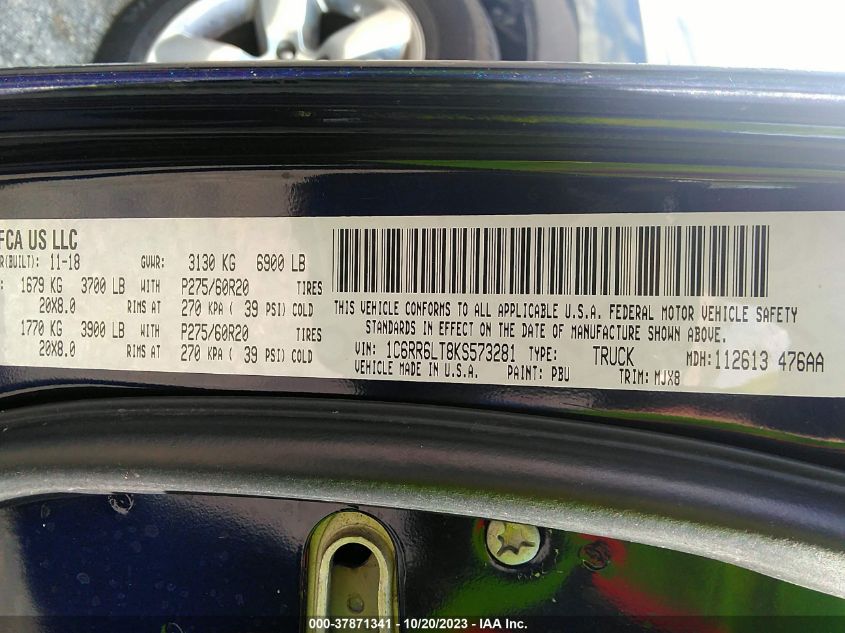 FCA US LLC
R(BUILT): 11-18 GVWR: 3130 KG 6900 LB
: 1679 KG 3700 LB WITH P275/60R20 TIRES
20X8.0 RIMS AT 270 KPA ( 39 PSI) COLD
1770 KG 3900 LB WITH P275/60R20 TIRES
20X8.0 RIMS AT 270 KPA ( 39 PSI) COLD
THIS VEHICLE CONFORMS TO ALL APPLICABLE U.S.A. FEDERAL MOTOR VEHICLE SAFETY
STANDARDS IN EFFECT ON THE DATE OF MANUFACTURE SHOWN ABOVE.
VIN: 1C6RR6LT8KS573281 TYPE: TRUCK MDH: 112613 476AA
VEHICLE MADE IN U.S.A. PAINT: PBU TRIM: MJX8
000-37871341 - 10/20/2023 - IAA Inc.